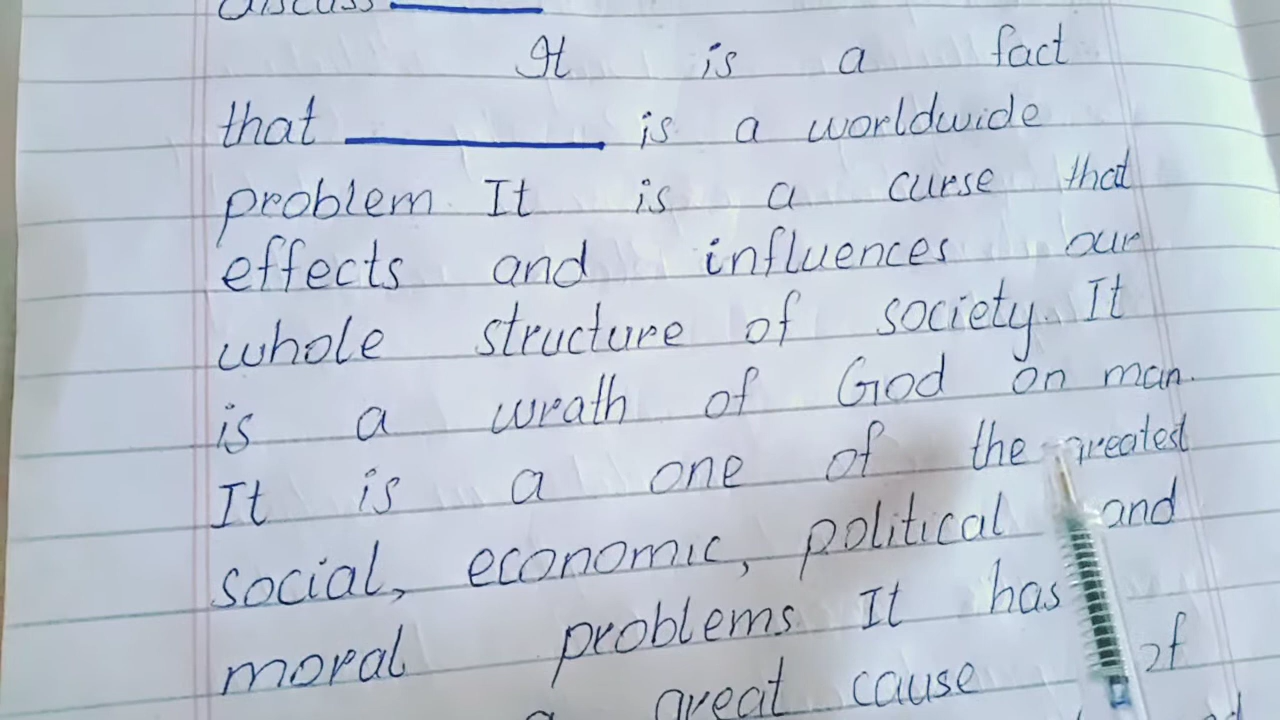 discuss
It is a fact
that is a worldwide
problem. It is a curse that
effects and influences our
whole structure of society. It
is a wrath of God on man.
It is a one of the greatest
social, economic, political and
moral problems. It has
a great cause of